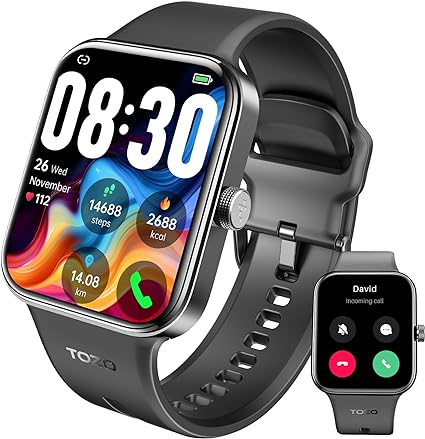 08:30
26 Wed
November
112
14688
steps
2688
kcal
14.08
km
TOZO
David
Incoming call
TOZO